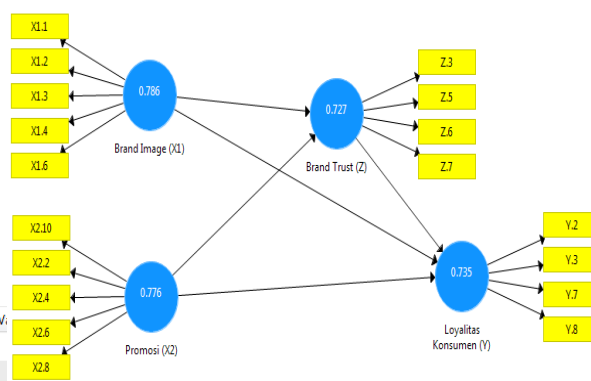 X1.1
X1.2
X1.3
X1.4
X1.6
0.786
Brand Image (X1)
0.727
Brand Trust (Z)
Z.3
Z.5
Z.6
Z.7
X2.10
X2.2
X2.4
X2.6
X2.8
0.776
Promosi (X2)
0.735
Loyalitas
Konsumen (Y)
Y.2
Y.3
Y.7
Y.8